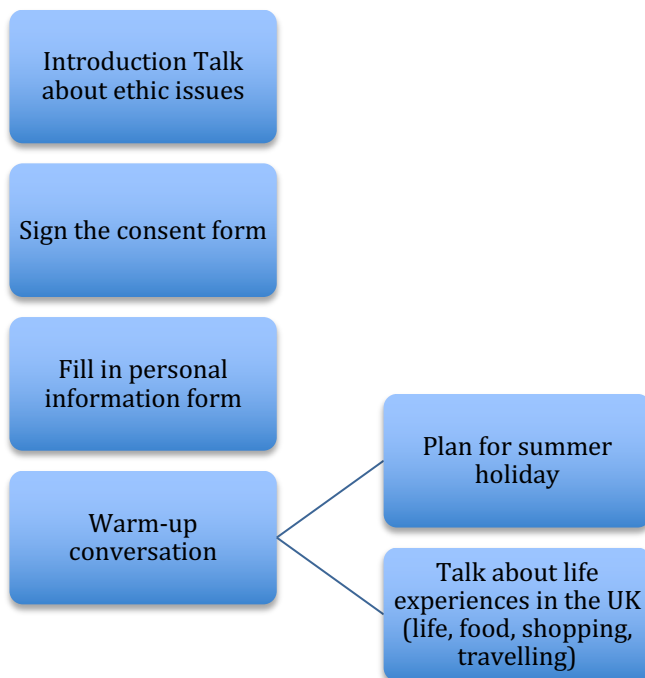 Introduction Talk
about ethic issues
Sign the consent form
Fill in personal
information form
Warm-up
conversation
Plan for summer
holiday
Talk about life
experiences in the UK
(life, food, shopping,
travelling)